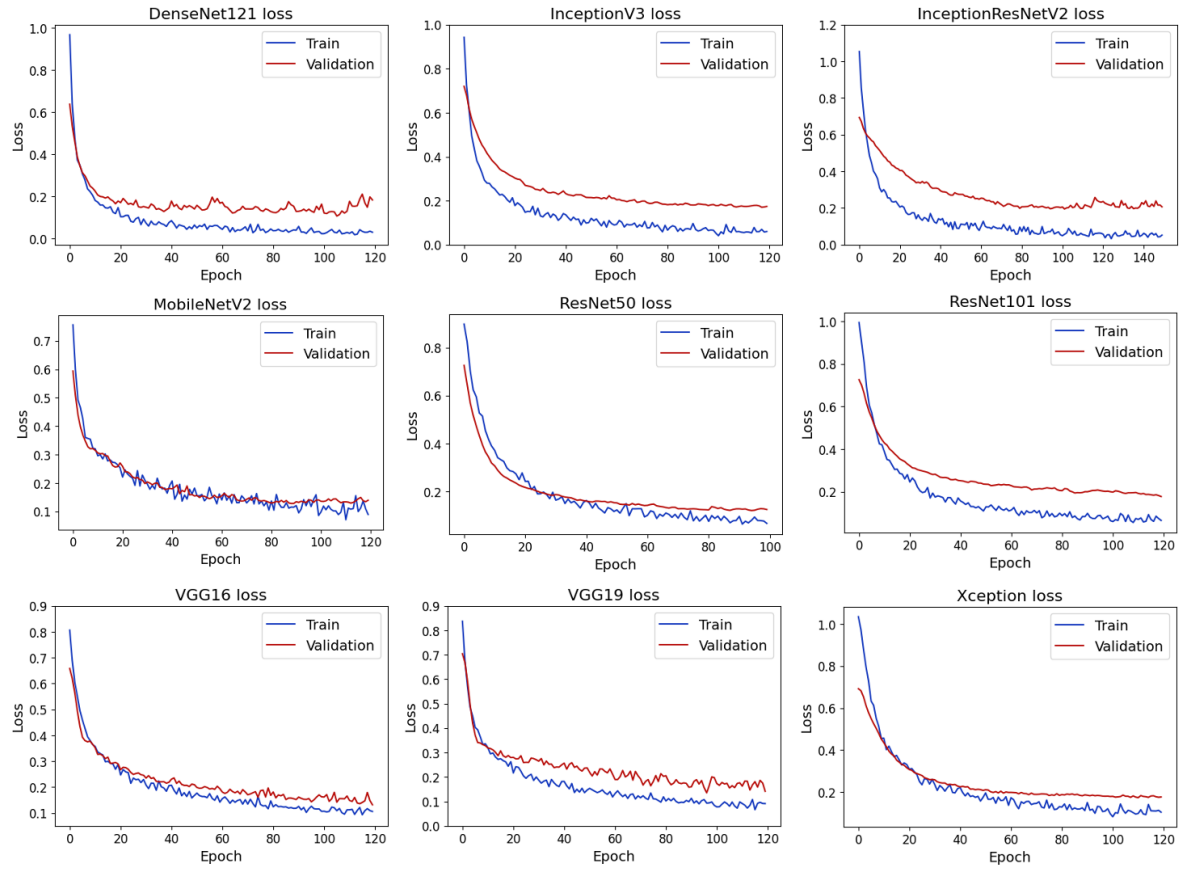 DenseNet121 loss
1.0
0.8
0.6
0.4
0.2
0.0
Loss
Train
Validation
0 20 40 60 80 100 120
Epoch
InceptionV3 loss
1.0
0.8
0.6
0.4
0.2
0.0
Loss
Train
Validation
0 20 40 60 80 100 120
Epoch
InceptionResNetV2 loss
1.2
1.0
0.8
0.6
0.4
0.2
0.0
Loss
Train
Validation
0 20 40 60 80 100 120 140
Epoch
MobileNetV2 loss
0.7
0.6
0.5
0.4
0.3
0.2
0.1
Loss
Train
Validation
0 20 40 60 80 100 120
Epoch
ResNet50 loss
0.8
0.6
0.4
0.2
Loss
Train
Validation
0 20 40 60 80 100
Epoch
ResNet101 loss
1.0
0.8
0.6
0.4
0.2
Loss
Train
Validation
0 20 40 60 80 100 120
Epoch
VGG16 loss
0.9
0.8
0.7
0.6
0.5
0.4
0.3
0.2
0.1
Loss
Train
Validation
0 20 40 60 80 100 120
Epoch
VGG19 loss
0.9
0.8
0.7
0.6
0.5
0.4
0.3
0.2
0.1
0.0
Loss
Train
Validation
0 20 40 60 80 100 120
Epoch
Xception loss
1.0
0.8
0.6
0.4
0.2
Loss
Train
Validation
0 20 40 60 80 100 120
Epoch